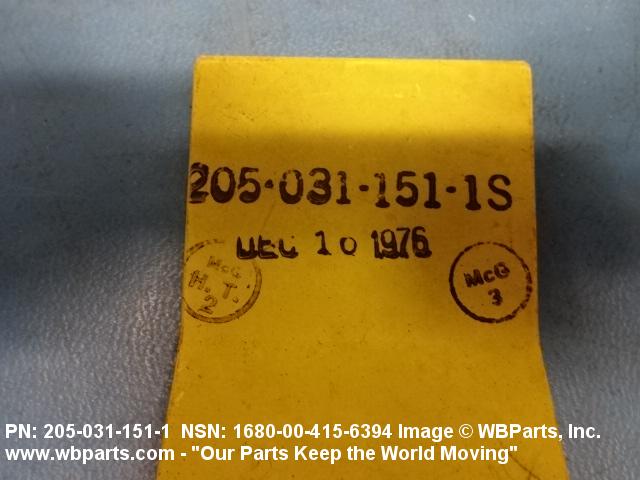 205-031-151-1S
DEC 10 1976
McG
H. T.
2
McG
3
PN: 205-031-151-1 NSN: 1680-00-415-6394 Image © WBParts, Inc.
www.wbparts.com - "Our Parts Keep the World Moving"